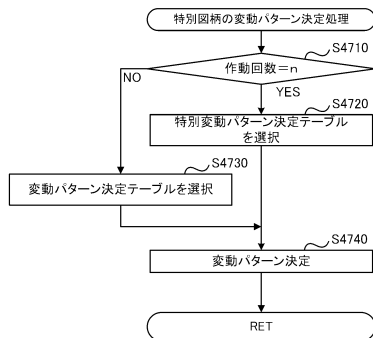 特別図柄の変動パターン決定処理
S4710
作動回数=n
NO
YES
S4720
特別変動パターン決定テーブル
を選択
S4730
変動パターン決定テーブルを選択
S4740
変動パターン決定
RET